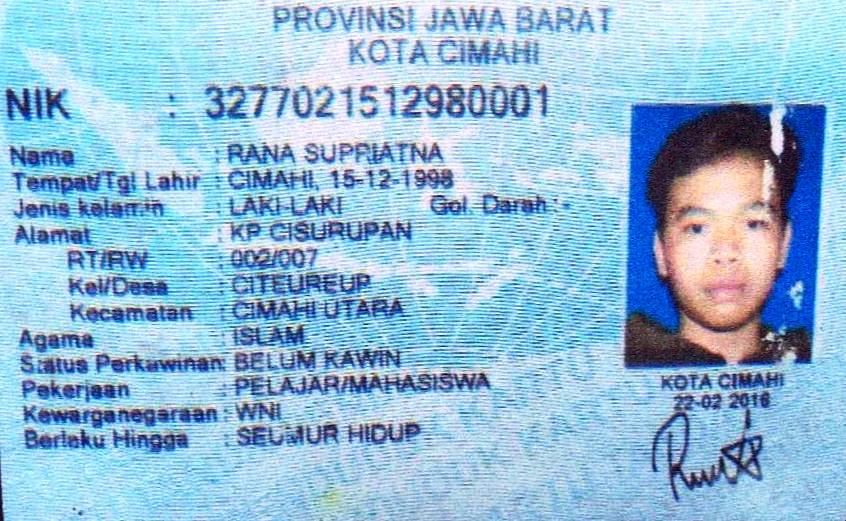 PROVINSI JAWA BARAT
KOTA CIMAHI
NIK : 3277021512980001
Nama : RANA SUPRIATNA
Tempat/Tgl Lahir : CIMAHI, 15-12-1998
Jenis kelamin : LAKI-LAKI Gol. Darah :-
Alamat : KP CISURUPAN
RT/RW : 002/007
Kel/Desa : CITEUREUP
Kecamatan : CIMAHI UTARA
Agama : ISLAM
Status Perkawinan: BELUM KAWIN
Pekerjaan : PELAJAR/MAHASISWA
Kewarganegaraan : WNI
Berlaku Hingga : SEUMUR HIDUP
KOTA CIMAHI
22-02 2016